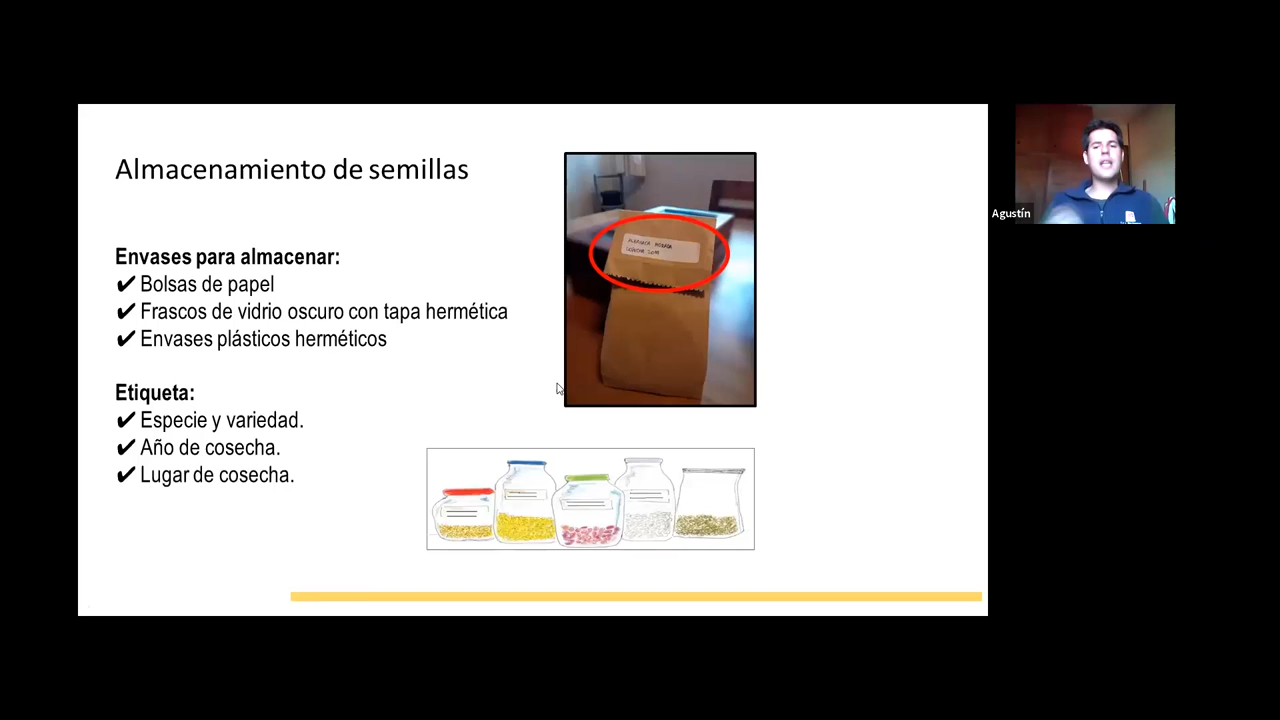 Almacenamiento de semillas
Envases para almacenar:
✔ Bolsas de papel
✔ Frascos de vidrio oscuro con tapa hermética
✔ Envases plásticos herméticos
Etiqueta:
✔ Especie y variedad.
✔ Año de cosecha.
✔ Lugar de cosecha.
Agustín